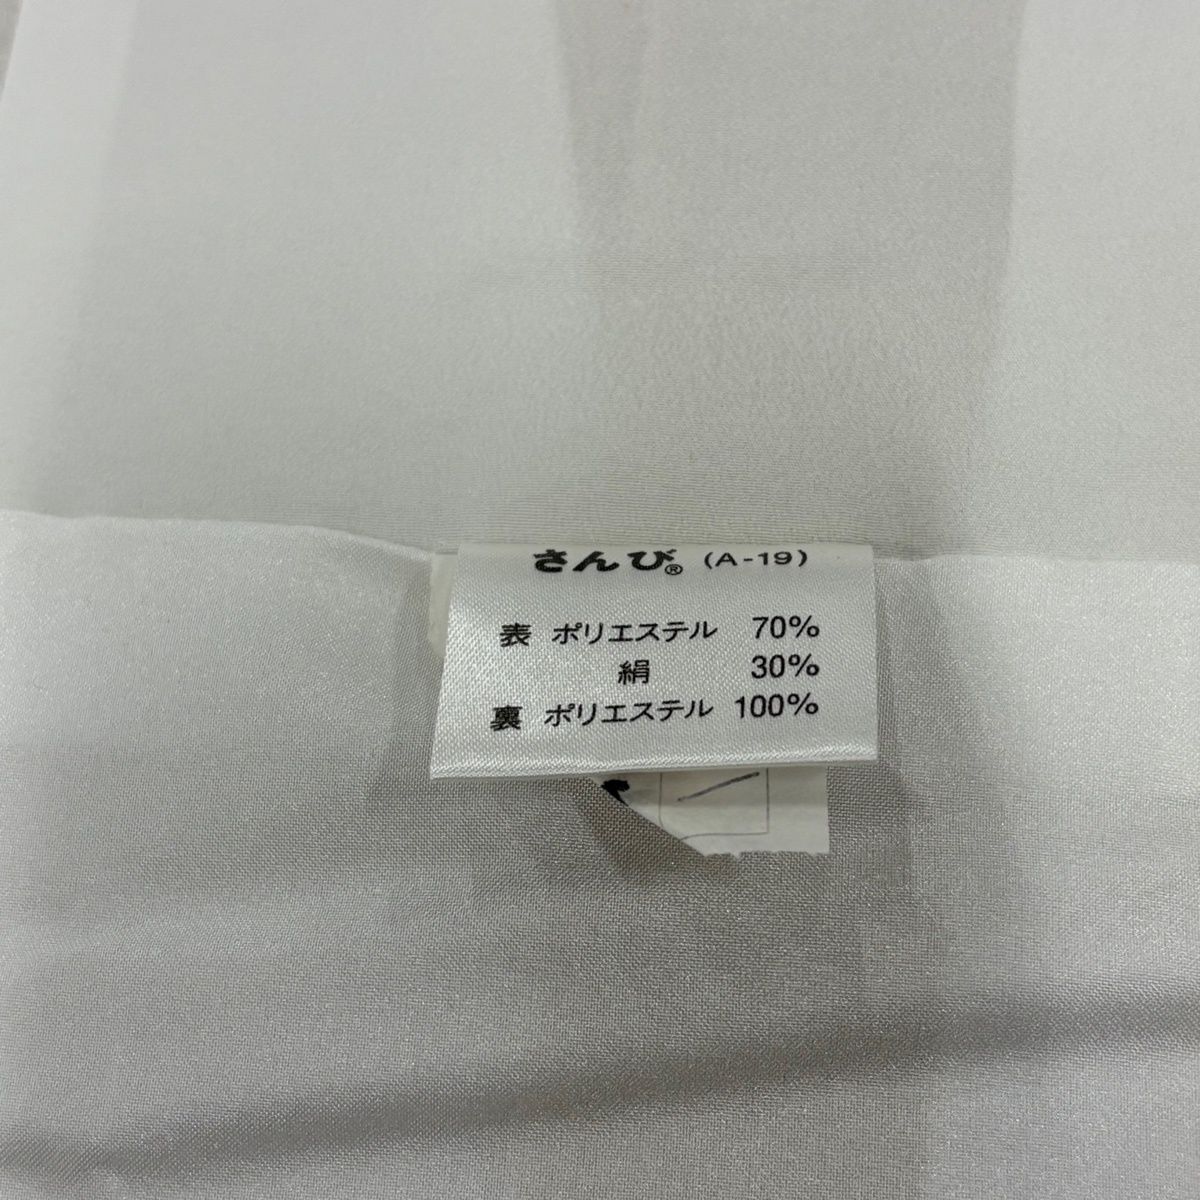 さんび® (A-19)
表 ポリエステル 70%
絹 30%
裏 ポリエステル 100%